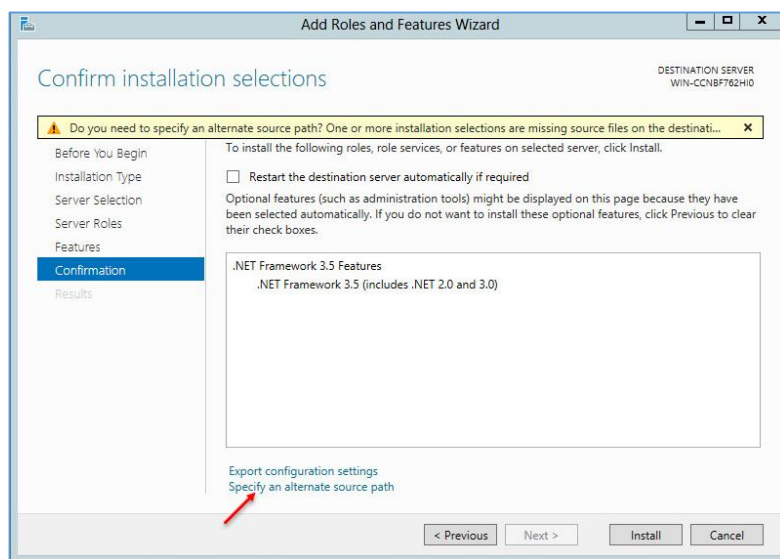 Add Roles and Features Wizard
Confirm installation selections
DESTINATION SERVER
WIN-CCNBF762HI0
Do you need to specify an alternate source path? One or more installation selections are missing source files on the destinati...
Before You Begin
Installation Type
Server Selection
Server Roles
Features
Confirmation
Results
To install the following roles, role services, or features on selected server, click Install.
Restart the destination server automatically if required
Optional features (such as administration tools) might be displayed on this page because they have
been selected automatically. If you do not want to install these optional features, click Previous to clear
their check boxes.
.NET Framework 3.5 Features
.NET Framework 3.5 (includes .NET 2.0 and 3.0)
Export configuration settings
Specify an alternate source path
< Previous
Next >
Install
Cancel